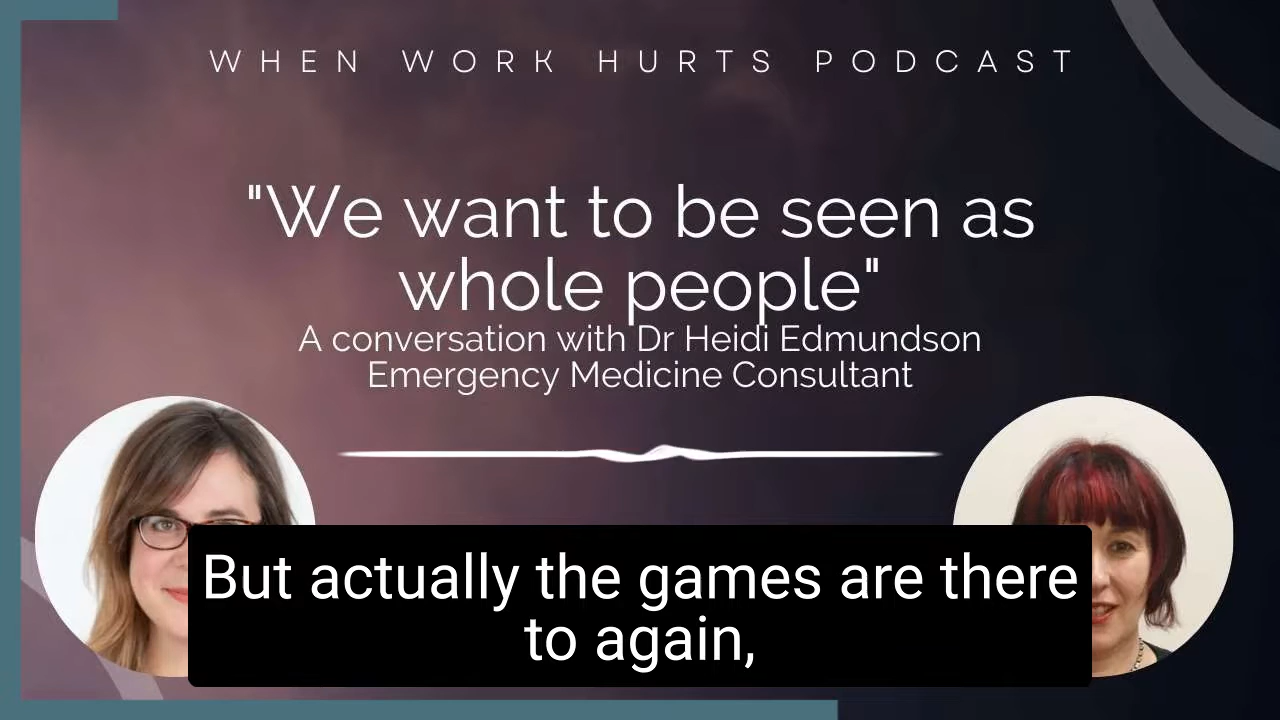 WHEN WORK HURTS PODCAST
"We want to be seen as
whole people"
A conversation with Dr Heidi Edmundson
Emergency Medicine Consultant
But actually the games are there
to again,